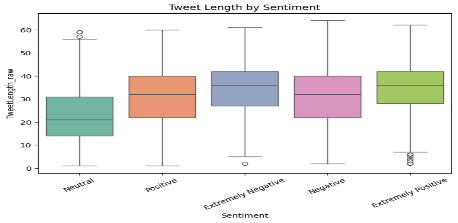 Tweet Length by Sentiment
TweetLength_raw
60
50
40
30
20
10
0
Neutral
Positive
Extremely Negative
Negative
Extremely Positive
Sentiment